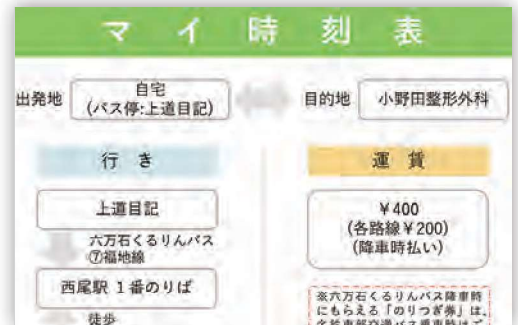 マイ時刻表
出発地
自宅
(バス停:上道目記)
目的地
小野田整形外科
行き
上道目記
六万石くるりんバス
⑦福地線
西尾駅 1番のりば
徒歩
運賃
¥400
(各路線¥200)
(降車時払い)
※六万石くるりんバス降車時
にもらえる「のりつぎ券」は、